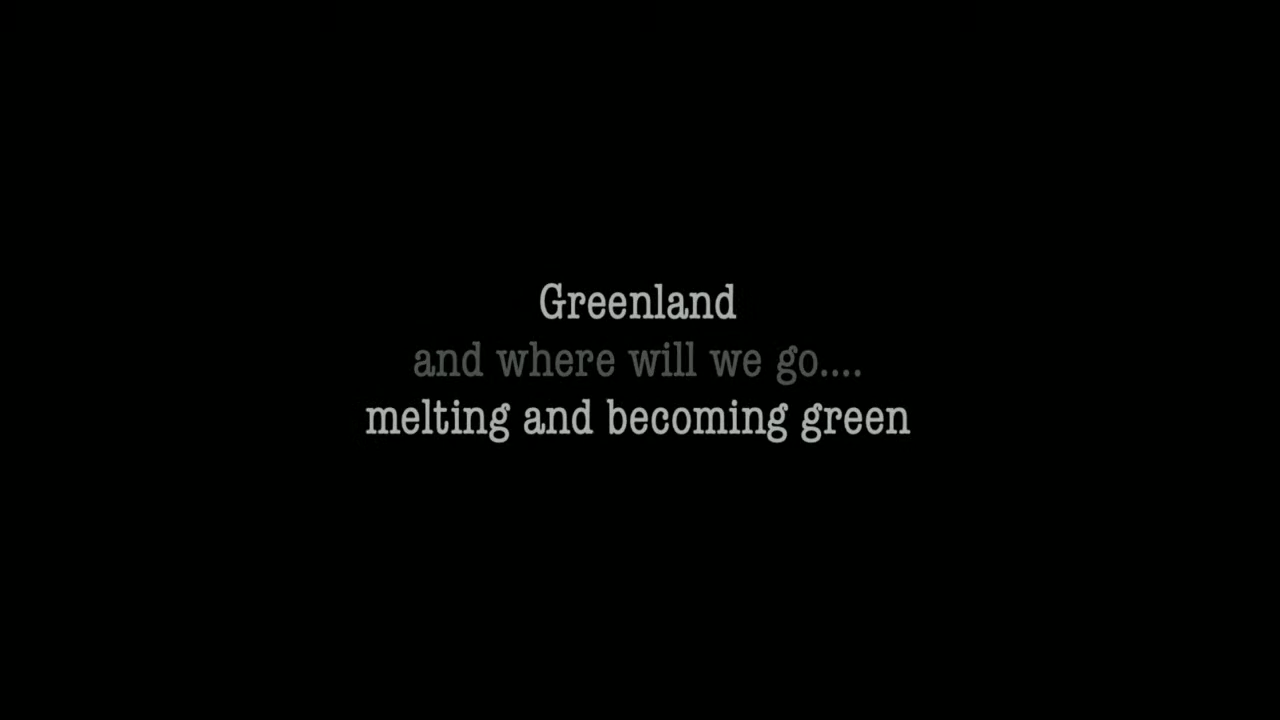 Greenland
and where will we go....
melting and becoming green